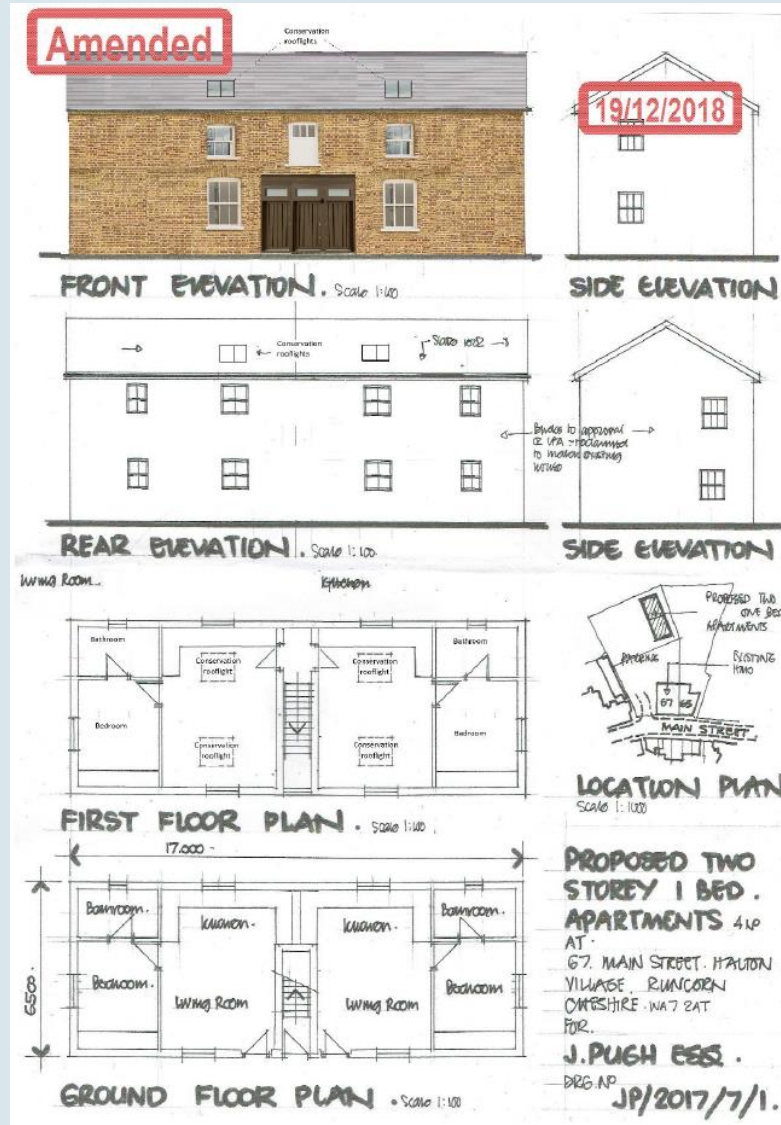 Amended
Conservation
rooflights
19/12/2018
FRONT ELEVATION. Scale 1:100
SIDE ELEVATION
Conservation
rooflights
REAR ELEVATION. Scale 1:100.
SIDE ELEVATION
Living Room
Kitchen
Bathroom
Conservation
rooflight
Conservation
rooflight
Bathroom
Bedroom
Conservation
rooflight
Conservation
rooflight
Bedroom
FIRST FLOOR PLAN. Scale 1:100.
PROPOSED TWO
ONE BED
APARTMENTS
PARKING
EXISTING
67 65
MAIN STREET
LOCATION PLAN
Scale 1:1000
17.000
6500
Bathroom.
Kitchen.
Kitchen.
Bathroom.
Bedroom.
Living Room
Living Room
Bedroom
GROUND FLOOR PLAN. Scale 1:100
PROPOSED TWO
STOREY 1 BED.
APARTMENTS
AT.
67. MAIN STREET. HALTON
VILLAGE. RUNCORN
CHESHIRE. WA7 2AT
FOR.
J. PUGH ESQ.
DRG. NO
JP/2017/7/1.